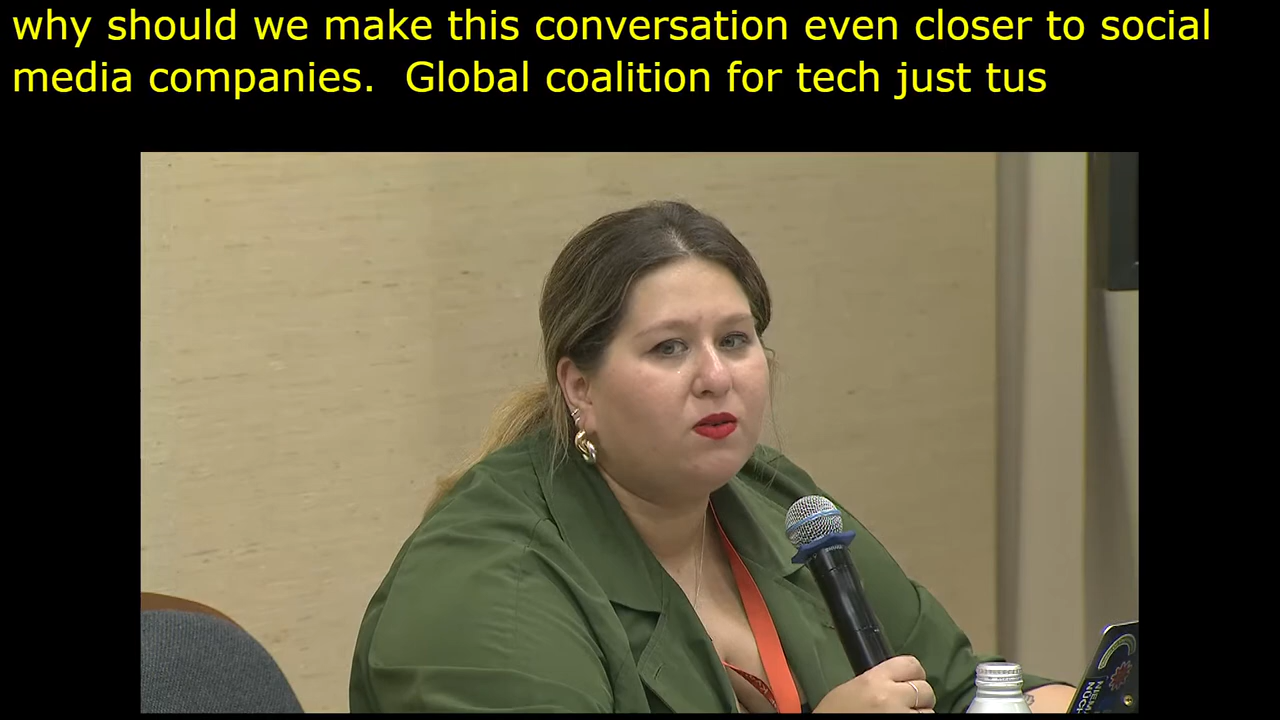 why should we make this conversation even closer to social
media companies.  Global coalition for tech just tus